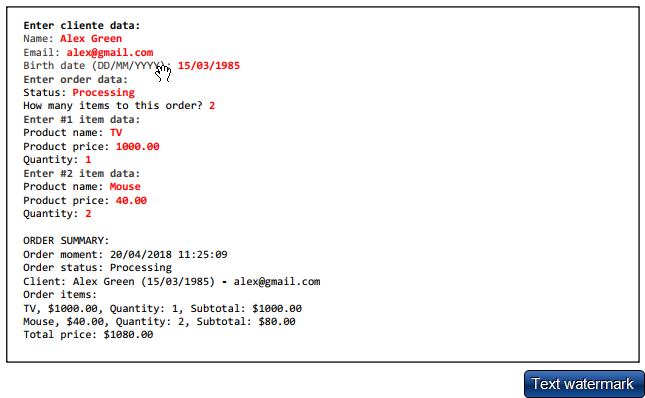 Enter cliente data:
Name: Alex Green
Email: alex@gmail.com
Birth date (DD/MM/YYYY): 15/03/1985
Enter order data:
Status: Processing
How many items to this order? 2
Enter #1 item data:
Product name: TV
Product price: 1000.00
Quantity: 1
Enter #2 item data:
Product name: Mouse
Product price: 40.00
Quantity: 2
ORDER SUMMARY:
Order moment: 20/04/2018 11:25:09
Order status: Processing
Client: Alex Green (15/03/1985) - alex@gmail.com
Order items:
TV, $1000.00, Quantity: 1, Subtotal: $1000.00
Mouse, $40.00, Quantity: 2, Subtotal: $80.00
Total price: $1080.00
Text watermark